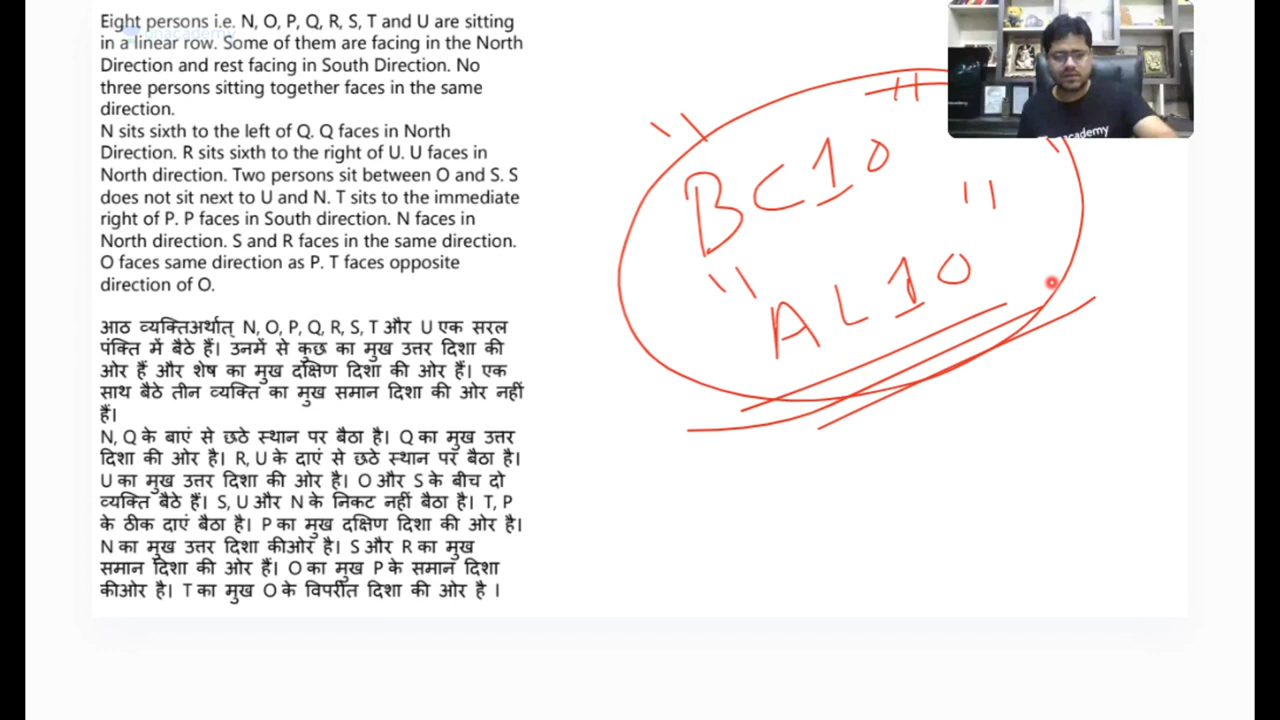 Eight persons i.e. N, O, P, Q, R, S, T and U are sitting
in a linear row. Some of them are facing in the North
Direction and rest facing in South Direction. No
three persons sitting together faces in the same
direction.
N sits sixth to the left of Q. Q faces in North
Direction. R sits sixth to the right of U. U faces in
North direction. Two persons sit between O and S. S
does not sit next to U and N. T sits to the immediate
right of P. P faces in South direction. N faces in
North direction. S and R faces in the same direction.
O faces same direction as P. T faces opposite
direction of O.
आठ व्यक्तिअर्थात् N, O, P, Q, R, S, T और U एक सरल
पंक्ति में बैठे हैं। उनमें से कुछ का मुख उत्तर दिशा की
ओर हैं और शेष का मुख दक्षिण दिशा की ओर हैं। एक
साथ बैठे तीन व्यक्ति का मुख समान दिशा की ओर नहीं
हैं।
N, Q के बाएं से छठे स्थान पर बैठा है। Q का मुख उत्तर
दिशा की ओर है। R, U के दाएं से छठे स्थान पर बैठा है।
U का मुख उत्तर दिशा की ओर है। O और S के बीच दो
व्यक्ति बैठे हैं। S, U और N के निकट नहीं बैठा है। T, P
के ठीक दाएं बैठा है। P का मुख दक्षिण दिशा की ओर है।
N का मुख उत्तर दिशा कीओर है। S और R का मुख
समान दिशा की ओर हैं। O का मुख P के समान दिशा
कीओर है। T का मुख O के विपरीत दिशा की ओर है ।
"BC10"
"AL10"